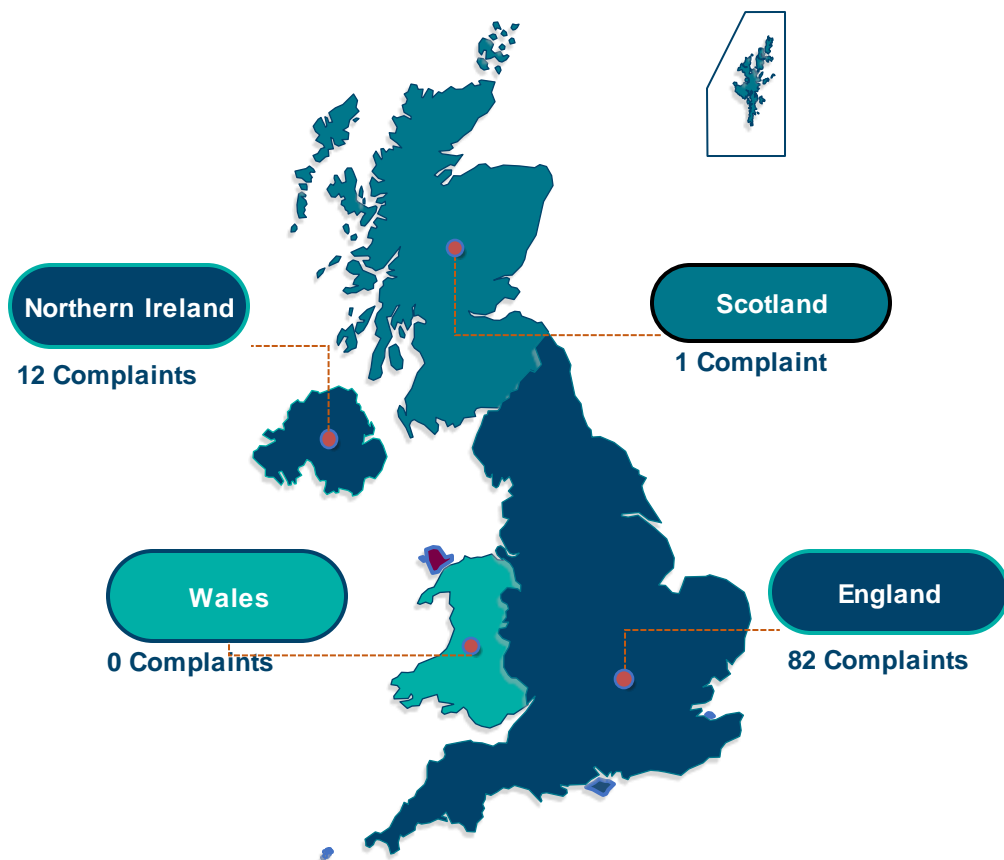 Northern Ireland
12 Complaints
Scotland
1 Complaint
Wales
0 Complaints
England
82 Complaints